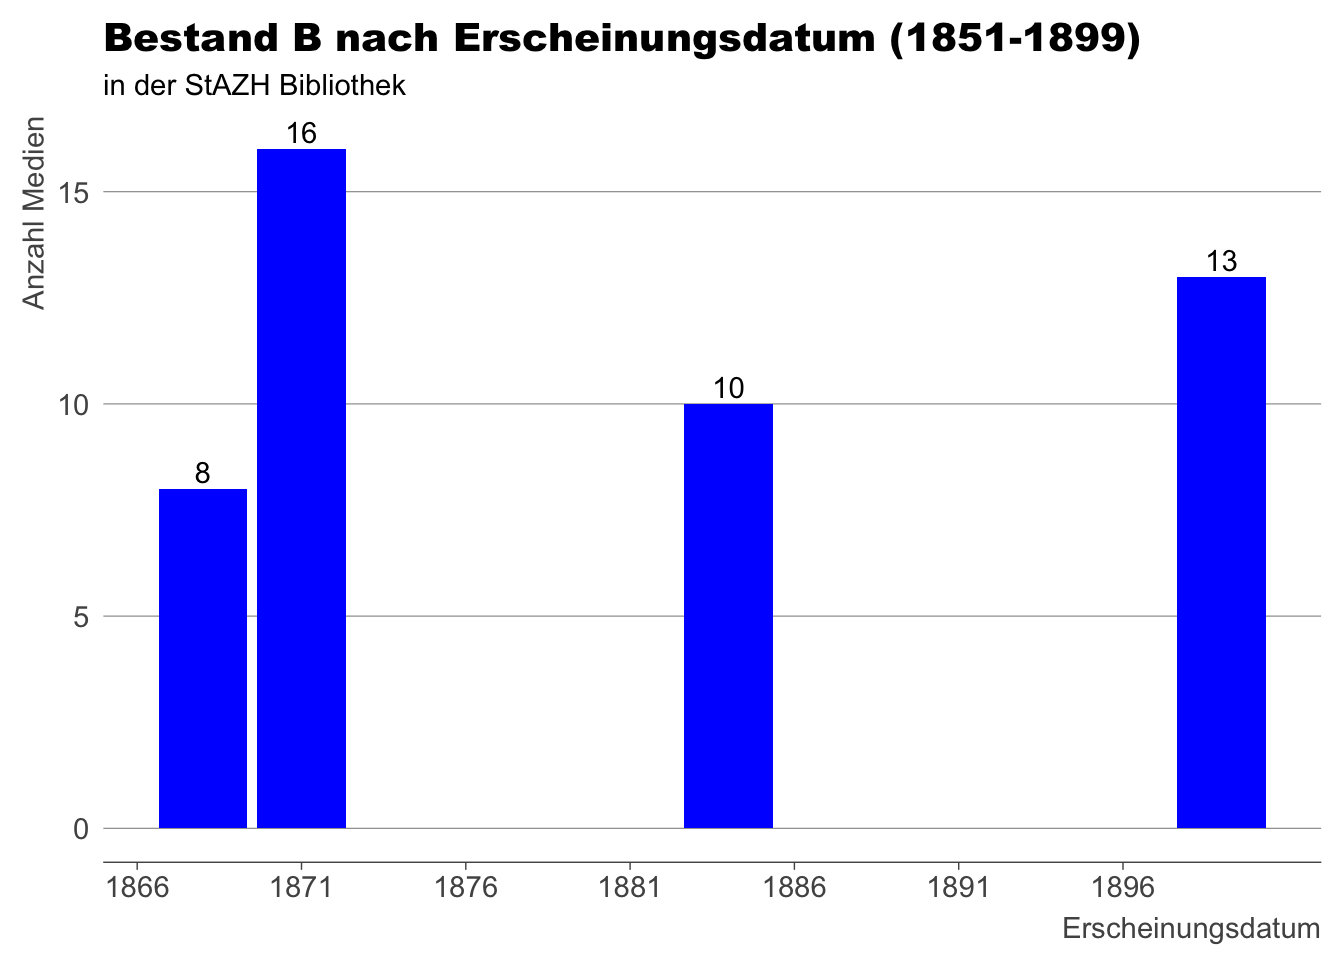 Bestand B nach Erscheinungsdatum (1851-1899)
in der StAZH Bibliothek
Anzahl Medien
16
15
13
10
10
8
5
0
1866 1871 1876 1881 1886 1891 1896
Erscheinungsdatum